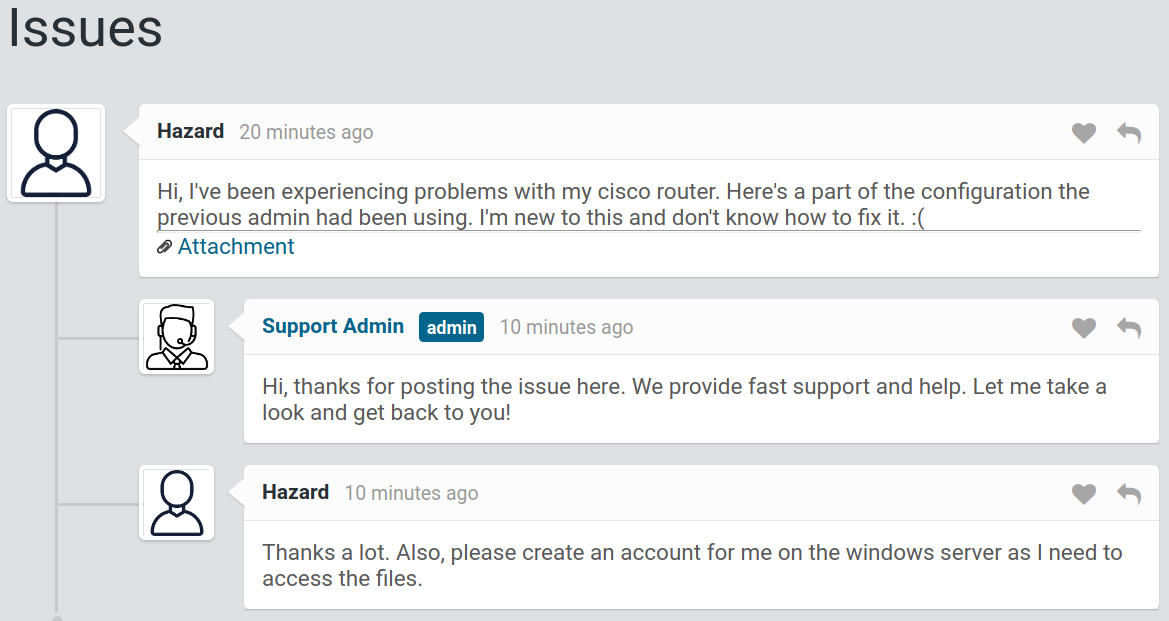 Issues
Hazard 20 minutes ago
Hi, I've been experiencing problems with my cisco router. Here's a part of the configuration the
previous admin had been using. I'm new to this and don't know how to fix it. :(
Attachment
Support Admin admin 10 minutes ago
Hi, thanks for posting the issue here. We provide fast support and help. Let me take a
look and get back to you!
Hazard 10 minutes ago
Thanks a lot. Also, please create an account for me on the windows server as I need to
access the files.